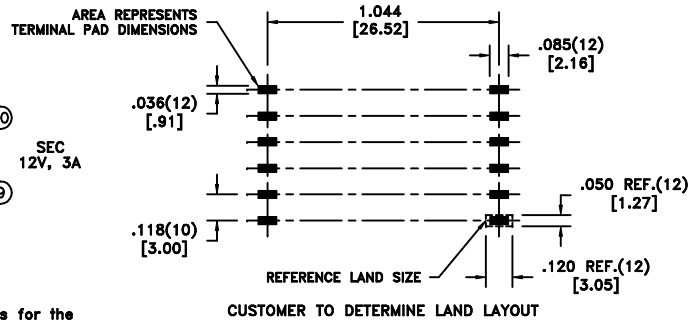 AREA REPRESENTS
TERMINAL PAD DIMENSIONS
1.044
[26.52]
.085(12)
[2.16]
.036(12)
[.91]
0
SEC
12V, 3A
9
.050 REF.(12)
[1.27]
.118(10)
[3.00]
REFERENCE LAND SIZE
.120 REF.(12)
[3.05]
s for the
CUSTOMER TO DETERMINE LAND LAYOUT